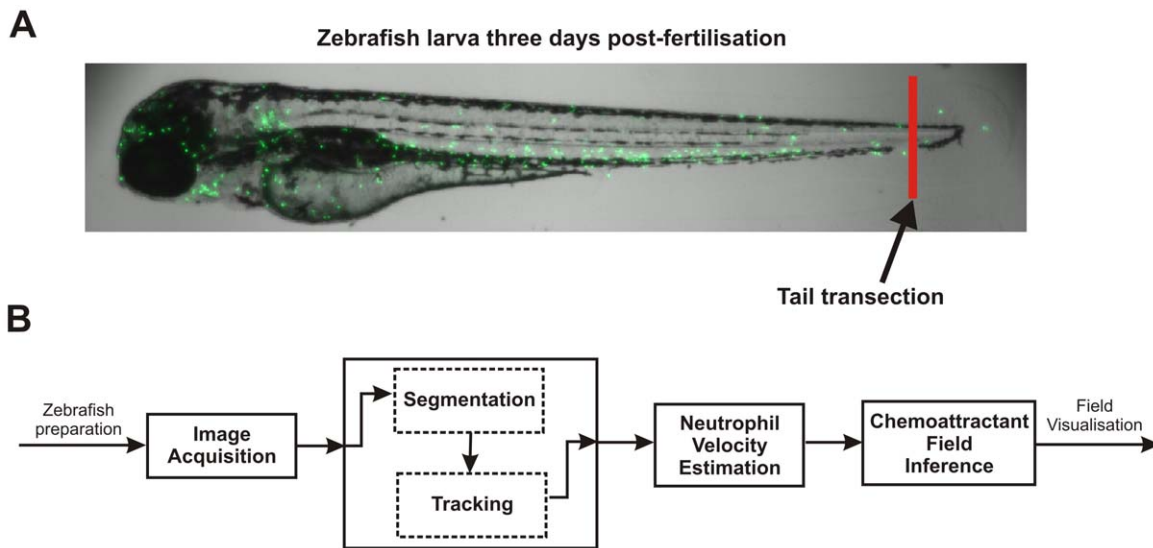 A
Zebrafish larva three days post-fertilisation
Tail transection
B
Zebrafish
preparation
Image
Acquisition
Segmentation
Tracking
Neutrophil
Velocity
Estimation
Chemoattractant
Field
Inference
Field
Visualisation